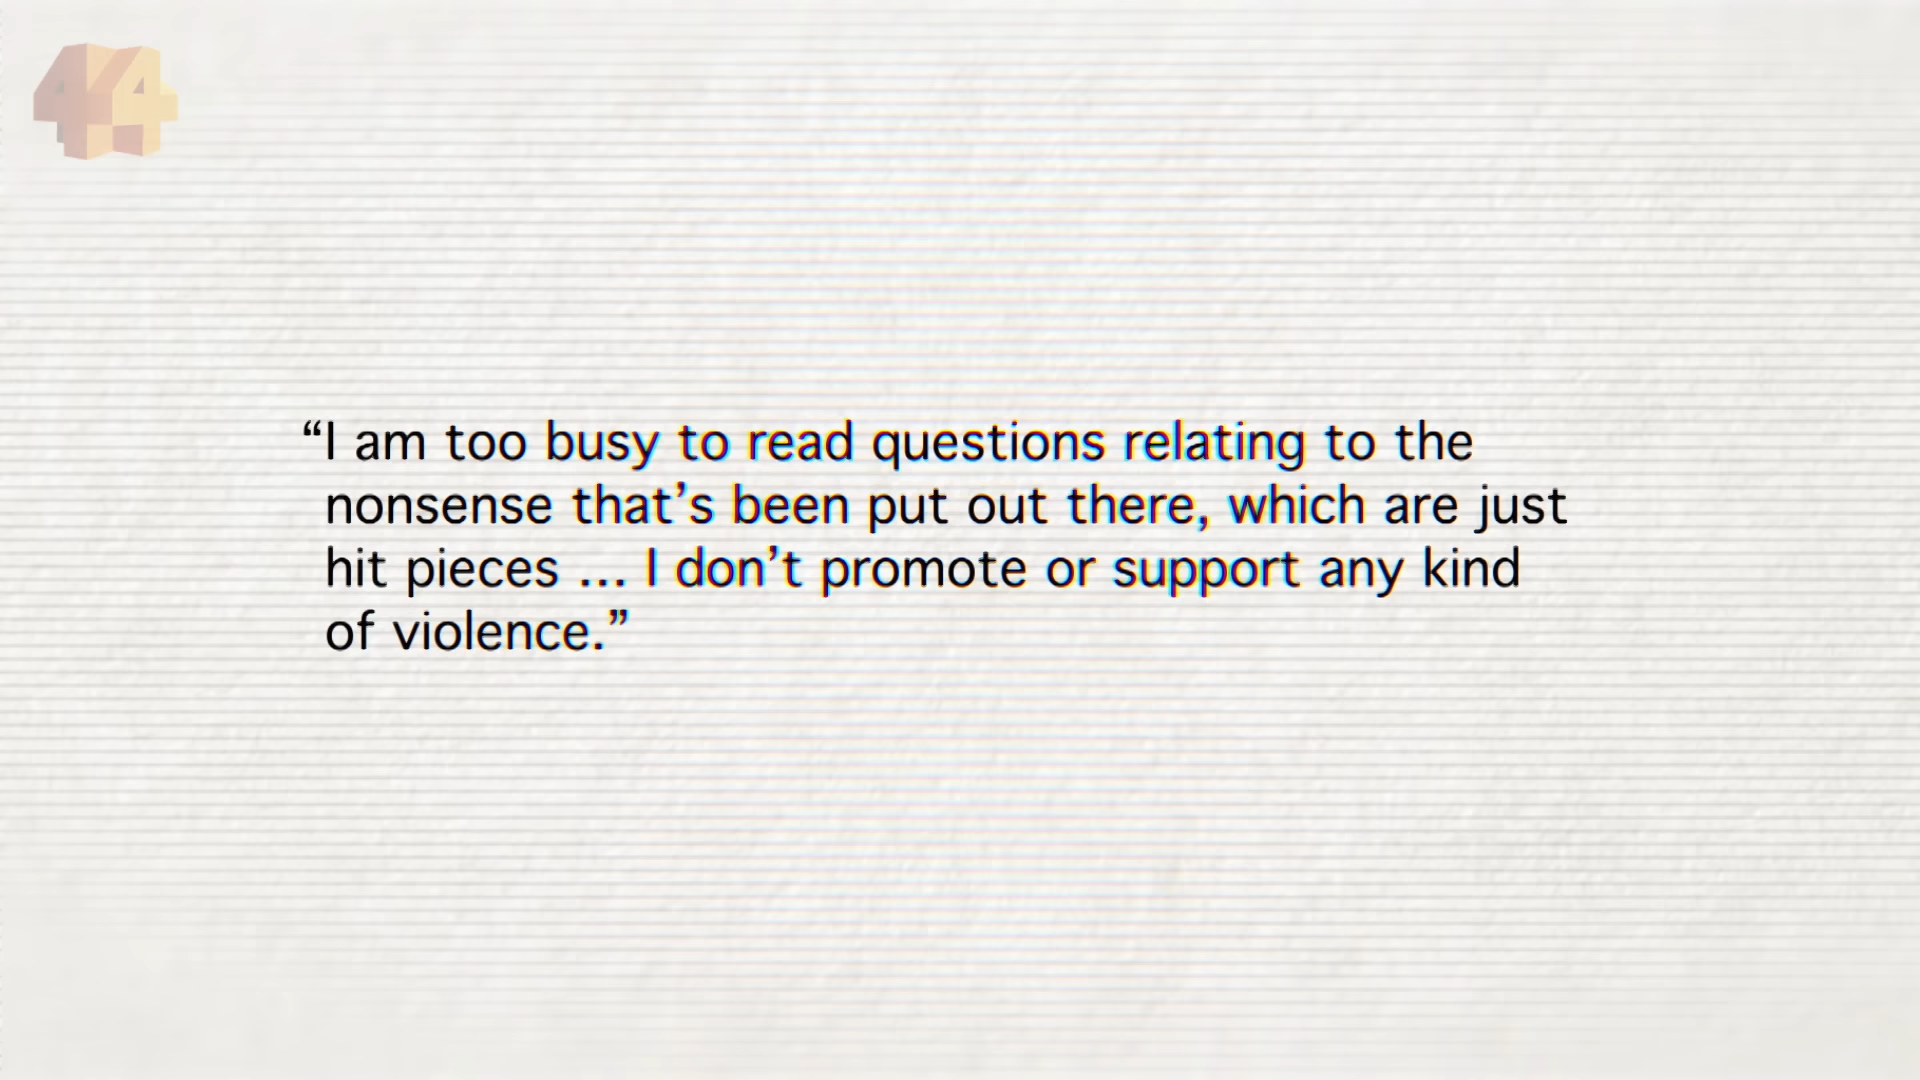 44
“I am too busy to read questions relating to the
nonsense that’s been put out there, which are just
hit pieces ... I don’t promote or support any kind
of violence.”